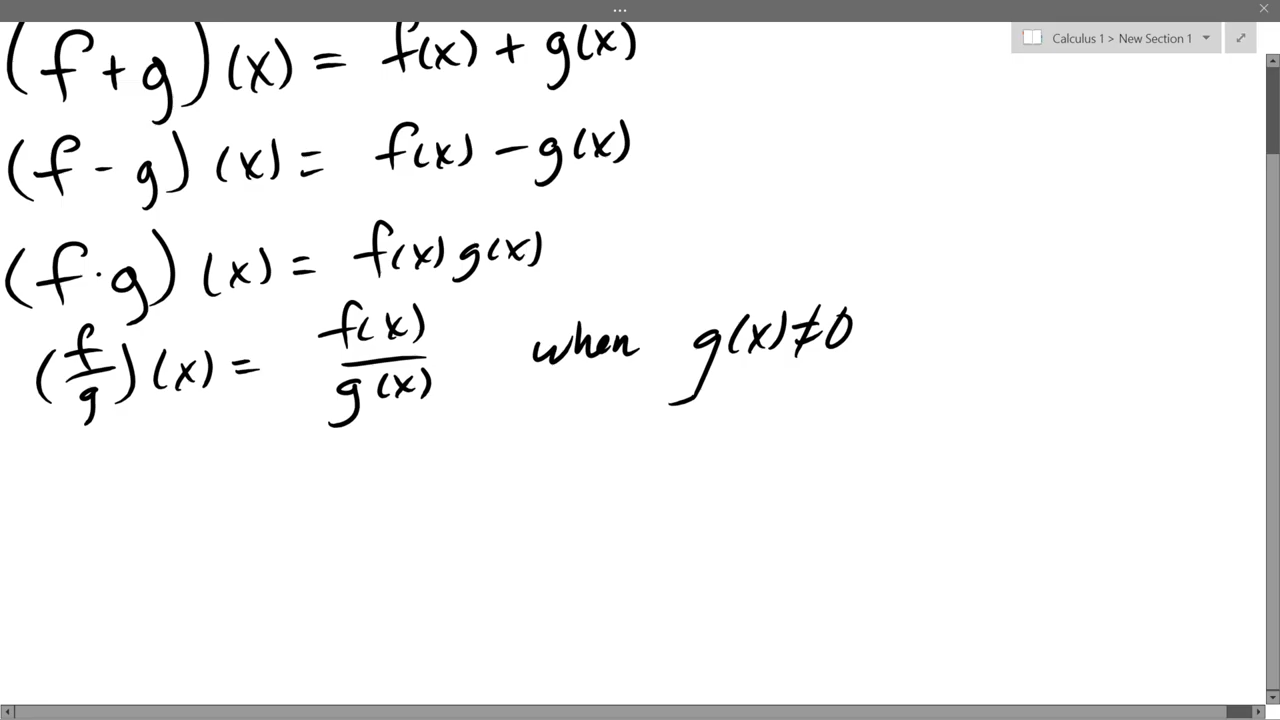 ...
Calculus 1 > New Section 1
(f+g)(x) = f(x) + g(x)
(f-g)(x) = f(x) - g(x)
(f·g)(x) = f(x)g(x)
(f/g)(x) = f(x)/g(x) when g(x)≠0